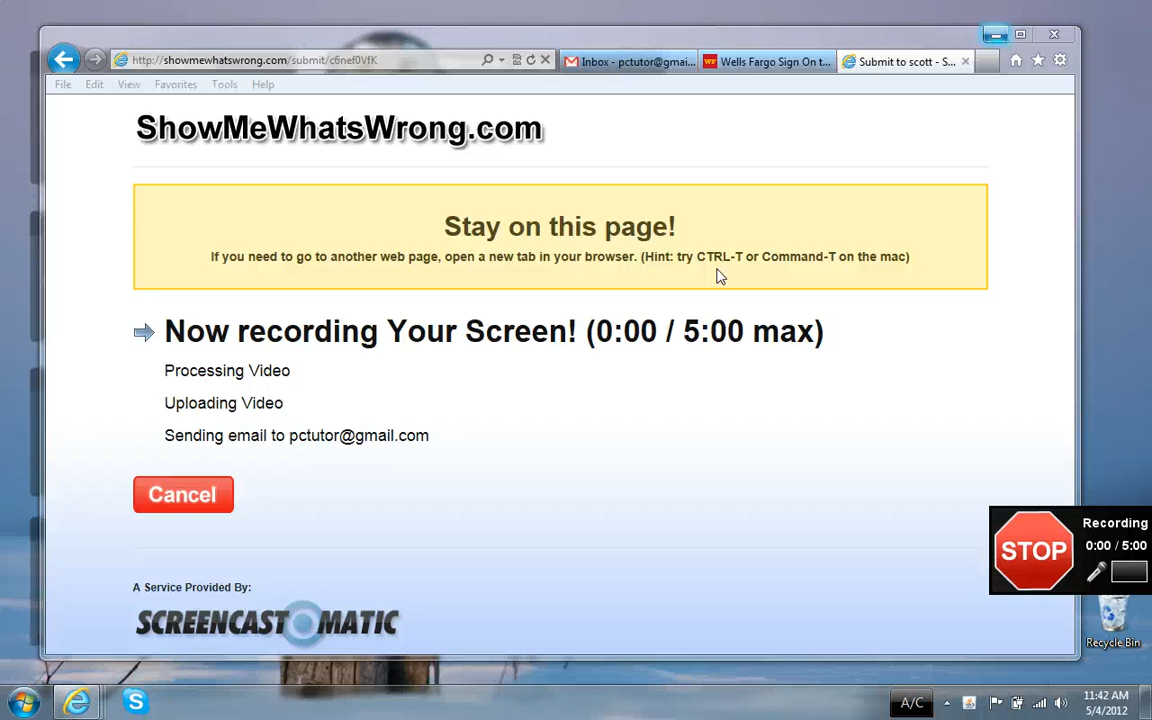 http://showmewhatswrong.com/submit/c6nef0VfK
Inbox - pctutor@gmai...
Wells Fargo Sign On t...
Submit to scott - S...
File Edit View Favorites Tools Help
ShowMeWhatsWrong.com
Stay on this page!
If you need to go to another web page, open a new tab in your browser. (Hint: try CTRL-T or Command-T on the mac)
Now recording Your Screen! (0:00 / 5:00 max)
Processing Video
Uploading Video
Sending email to pctutor@gmail.com
Cancel
STOP
Recording
0:00 / 5:00
A Service Provided By:
SCREENCAST MATIC
Recycle Bin
A/C
11:42 AM
5/4/2012